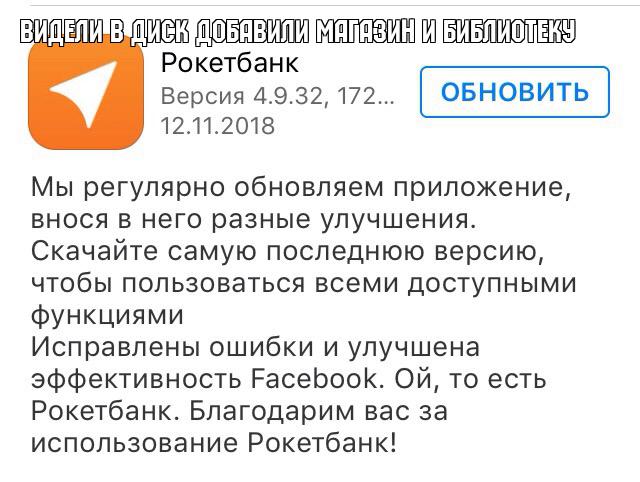 ВИДЕЛИ В ДИСК ДОБАВИЛИ МАГАЗИН И БИБЛИОТЕКУ
Рокетбанк
Версия 4.9.32, 172...
12.11.2018
ОБНОВИТЬ
Мы регулярно обновляем приложение,
внося в него разные улучшения.
Скачайте самую последнюю версию,
чтобы пользоваться всеми доступными
функциями
Исправлены ошибки и улучшена
эффективность Facebook. Ой, то есть
Рокетбанк. Благодарим вас за
использование Рокетбанк!